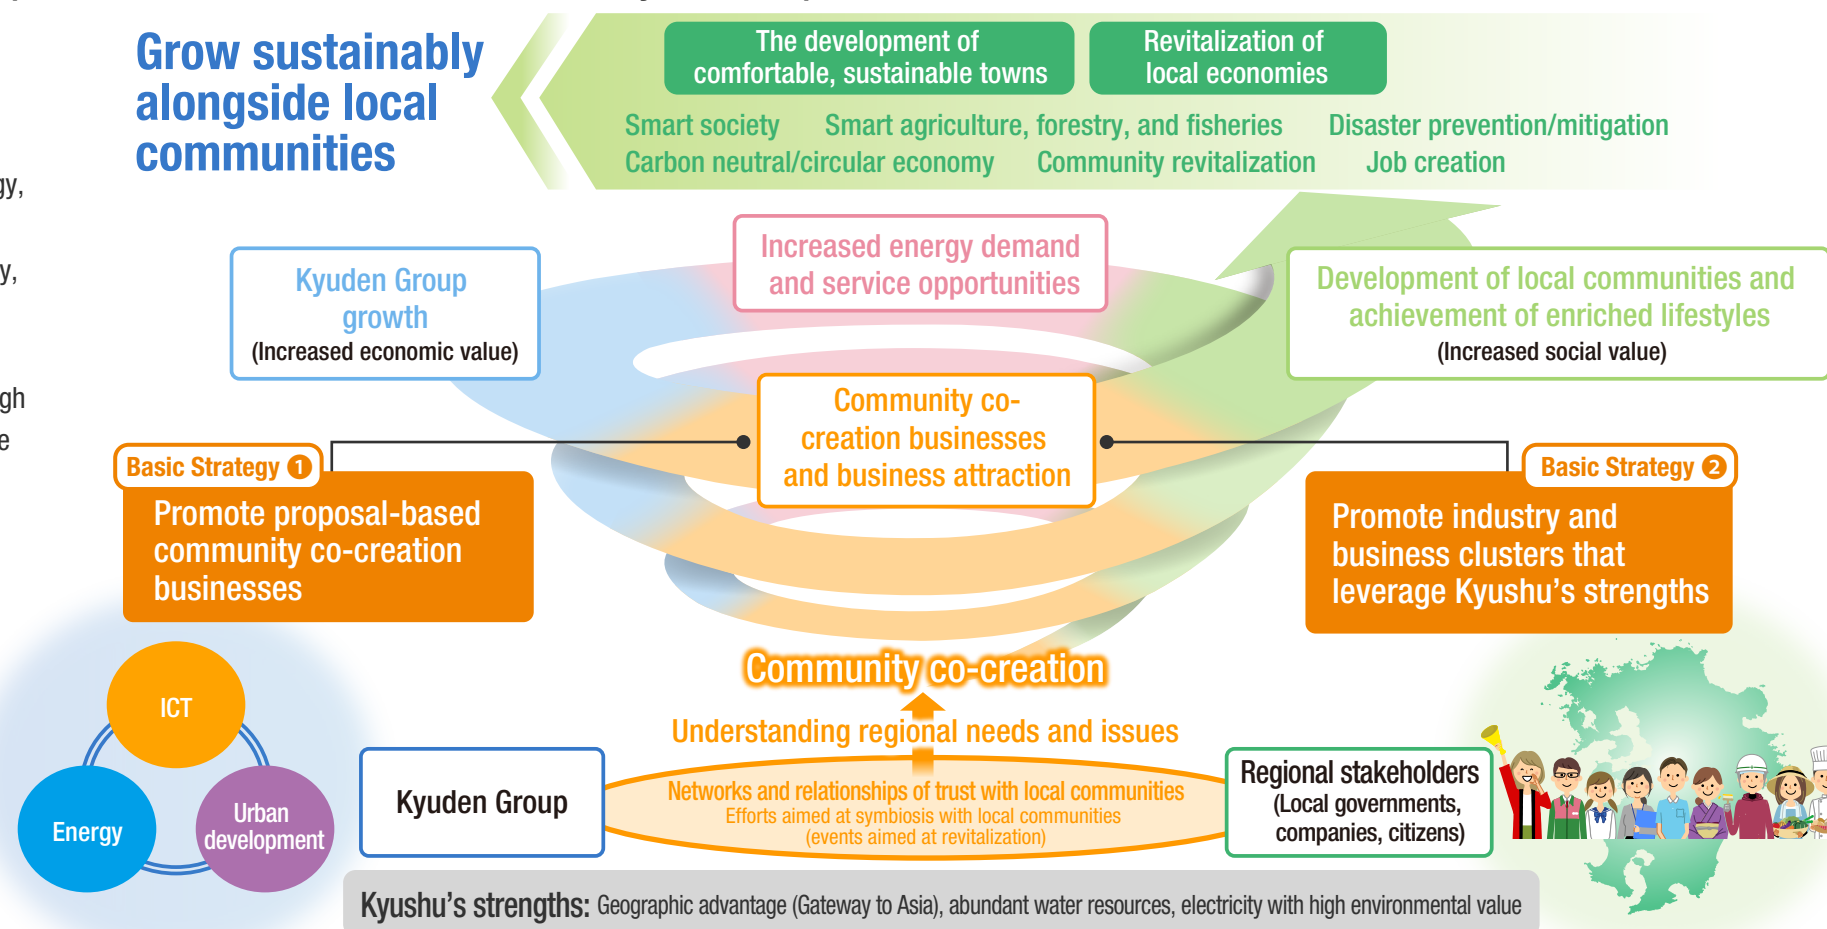 Grow sustainably
alongside local
communities
The development of
comfortable, sustainable towns
Revitalization of
local economies
Smart society Smart agriculture, forestry, and fisheries Disaster prevention/mitigation
Carbon neutral/circular economy Community revitalization Job creation
gy,
y,
gh
e
Kyuden Group
growth
(Increased economic value)
Increased energy demand
and service opportunities
Development of local communities and
achievement of enriched lifestyles
(Increased social value)
Community co-
creation businesses
and business attraction
Basic Strategy ❶
Promote proposal-based
community co-creation
businesses
Basic Strategy ❷
Promote industry and
business clusters that
leverage Kyushu's strengths
Community co-creation
Understanding regional needs and issues
ICT
Energy
Urban
development
Kyuden Group
Networks and relationships of trust with local communities
Efforts aimed at symbiosis with local communities
(events aimed at revitalization)
Regional stakeholders
(Local governments,
companies, citizens)
Kyushu's strengths: Geographic advantage (Gateway to Asia), abundant water resources, electricity with high environmental value